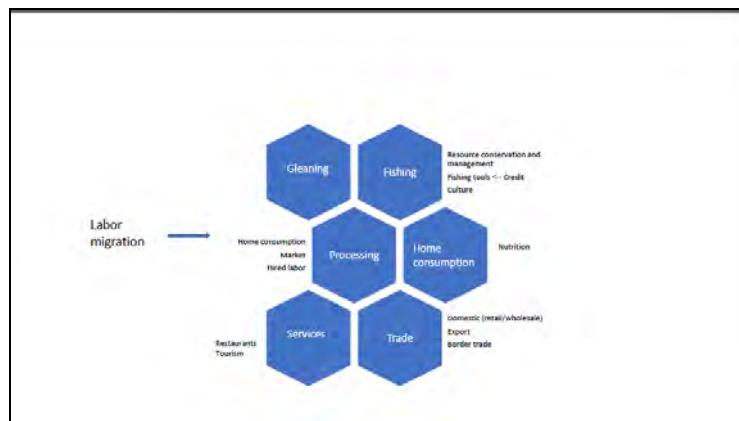 Gleaning
Fishing
Resource conservation and
management
Fishing tools <-- Credit
Culture
Labor
migration
Home consumption
Market
Hired labor
Processing
Home
consumption
Nutrition
Restaurants
Tourism
Services
Trade
Domestic (retail/wholesale)
Export
Border trade